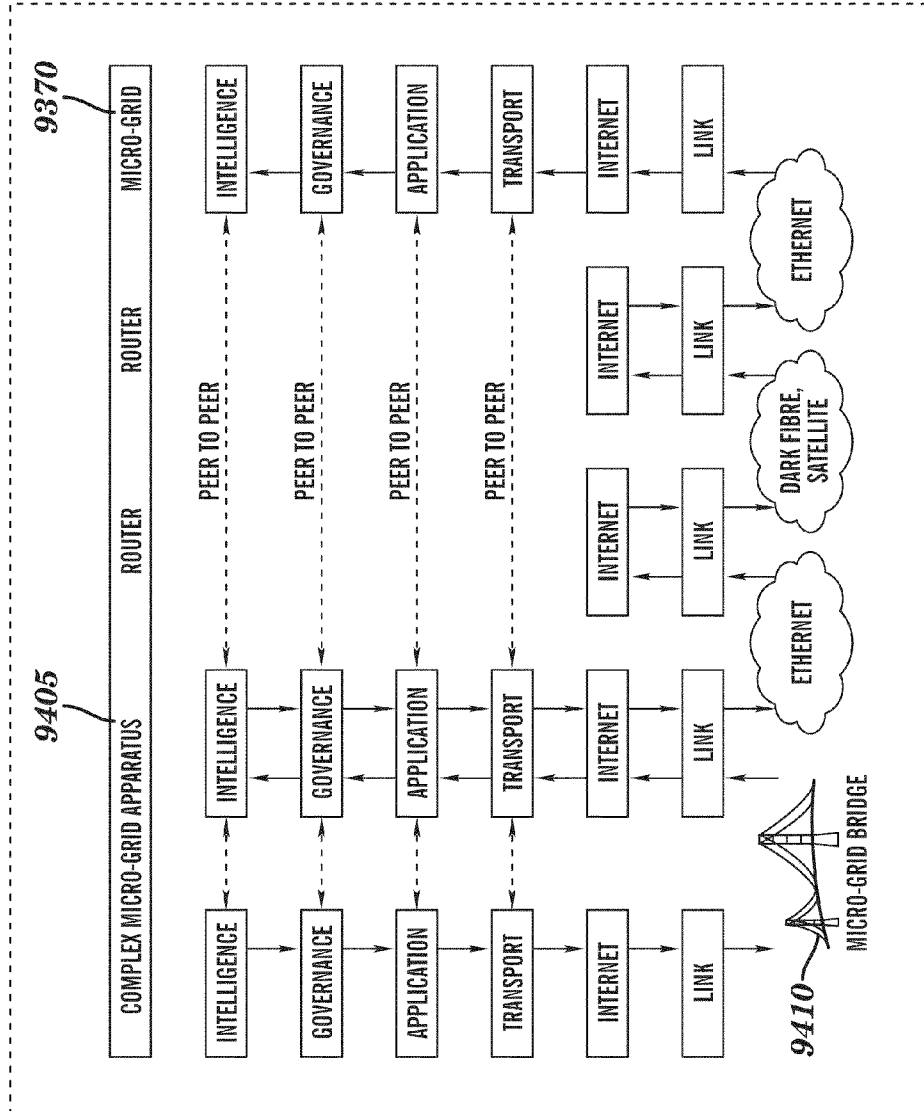 9405
9370
COMPLEX MICRO-GRID APPARATUS
ROUTER
ROUTER
MICRO-GRID
INTELLIGENCE
INTELLIGENCE
PEER TO PEER
INTELLIGENCE
GOVERNANCE
GOVERNANCE
PEER TO PEER
GOVERNANCE
APPLICATION
APPLICATION
PEER TO PEER
APPLICATION
TRANSPORT
TRANSPORT
PEER TO PEER
TRANSPORT
INTERNET
INTERNET
INTERNET
INTERNET
INTERNET
LINK
LINK
LINK
LINK
LINK
ETHERNET
DARK FIBRE,
SATELLITE
ETHERNET
9410
MICRO-GRID BRIDGE